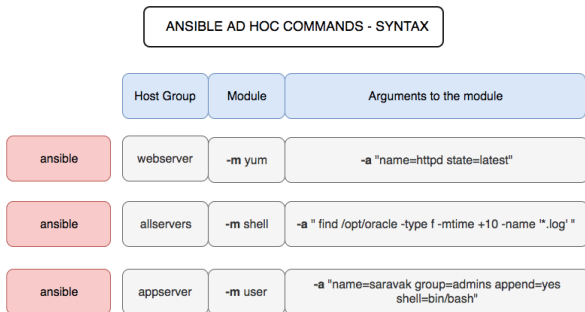 ANSIBLE AD HOC COMMANDS - SYNTAX
Host Group Module Arguments to the module
ansible webserver -m yum -a "name=httpd state=latest"
ansible allservers -m shell -a " find /opt/oracle -type f -mtime +10 -name '*.log' "
ansible appserver -m user -a "name=saravak group=admins append=yes
shell=bin/bash"